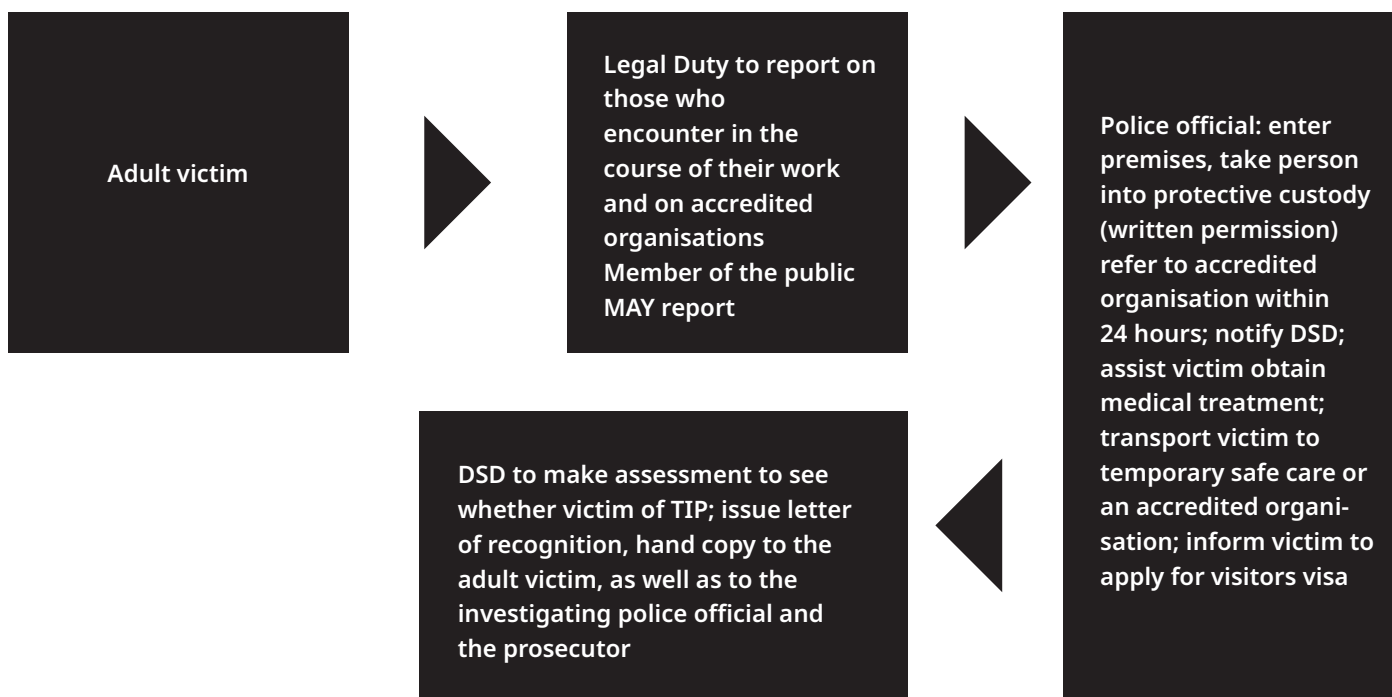 Adult victim
Legal Duty to report on
those who
encounter in the
course of their work
and on accredited
organisations
Member of the public
MAY report
Police official: enter
premises, take person
into protective custody
(written permission)
refer to accredited
organisation within
24 hours; notify DSD;
assist victim obtain
medical treatment;
transport victim to
temporary safe care or
an accredited organi-
sation; inform victim to
apply for visitors visa
DSD to make assessment to see
whether victim of TIP; issue letter
of recognition, hand copy to the
adult victim, as well as to the
investigating police official and
the prosecutor